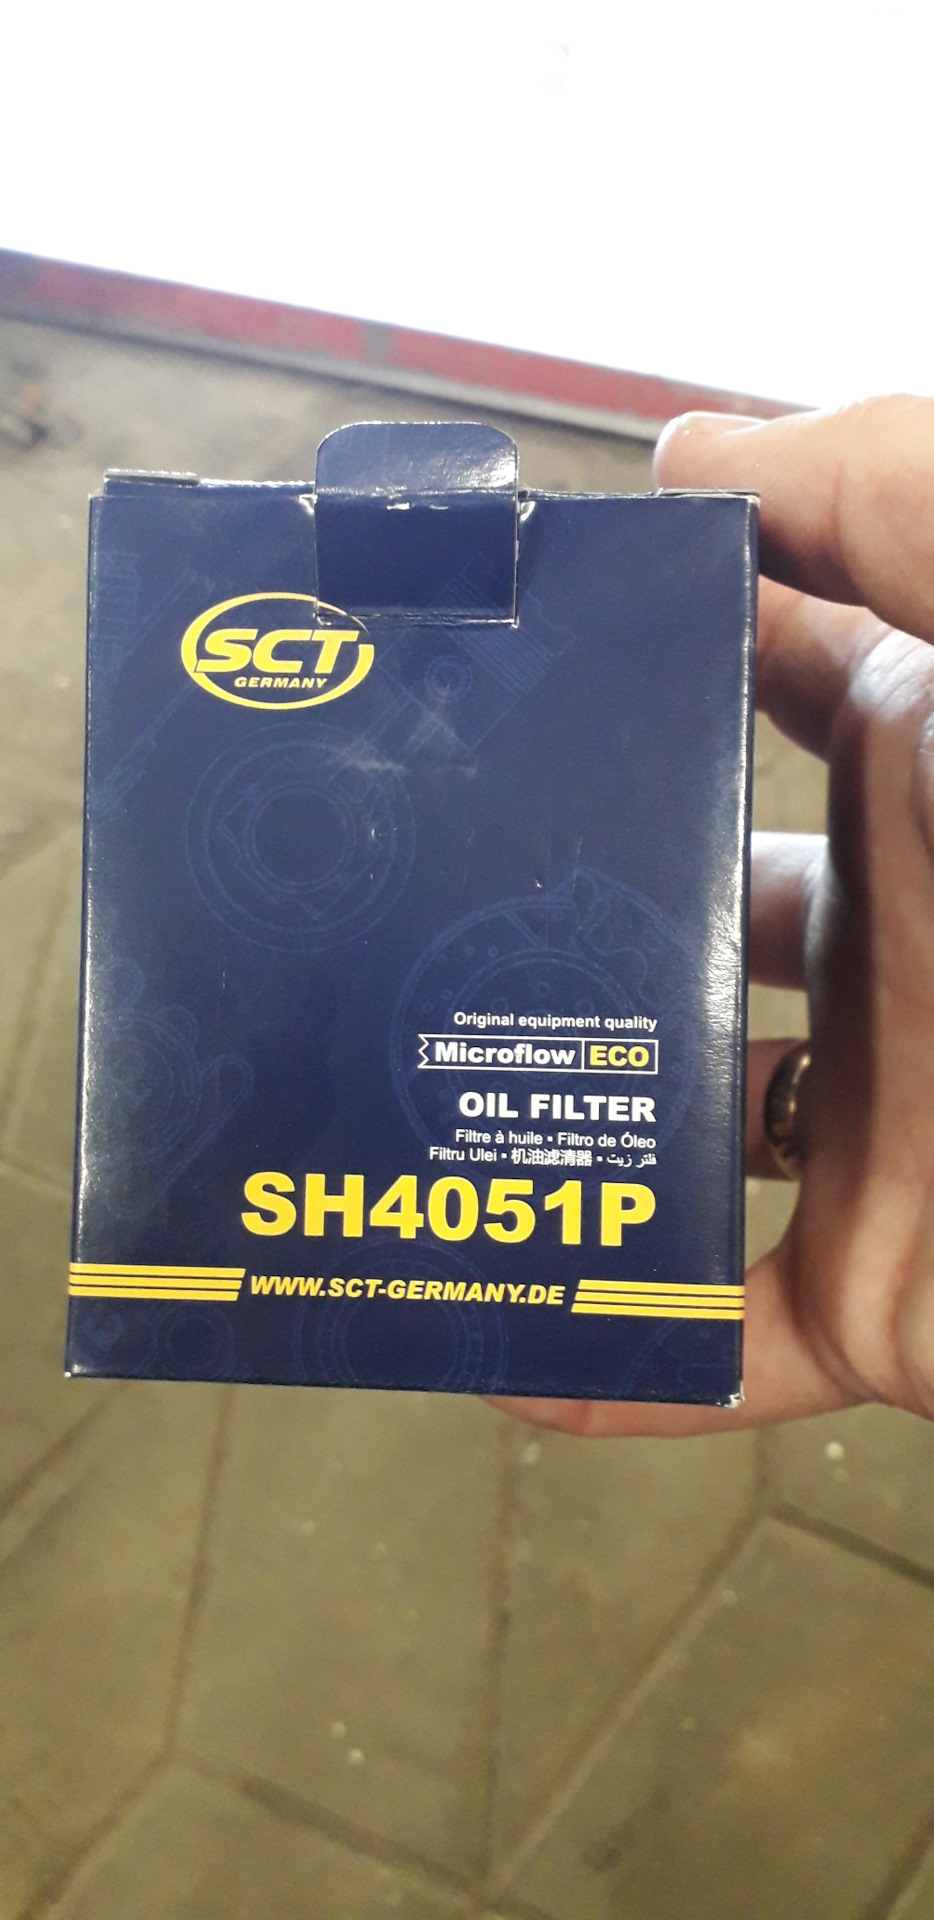 SCT
GERMANY
Original equipment quality
Microflow ECO
OIL FILTER
Filtre à huile ▪ Filtro de Óleo
Filtru Ulei ▪ 机油滤清器 ▪ فلتر زيت
SH4051P
WWW.SCT-GERMANY.DE